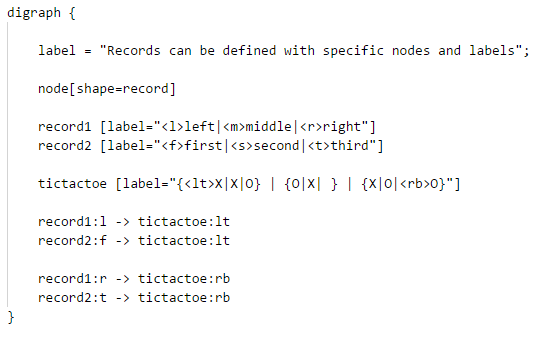 digraph {
label = "Records can be defined with specific nodes and labels";
node[shape=record]
record1 [label="<l>left|<m>middle|<r>right"]
record2 [label="<f>first|<s>second|<t>third"]
tictactoe [label="{<lt>X|X|O} | {O|X| } | {X|O|<rb>O}"]
record1:l -> tictactoe:lt
record2:f -> tictactoe:lt
record1:r -> tictactoe:rb
record2:t -> tictactoe:rb
}